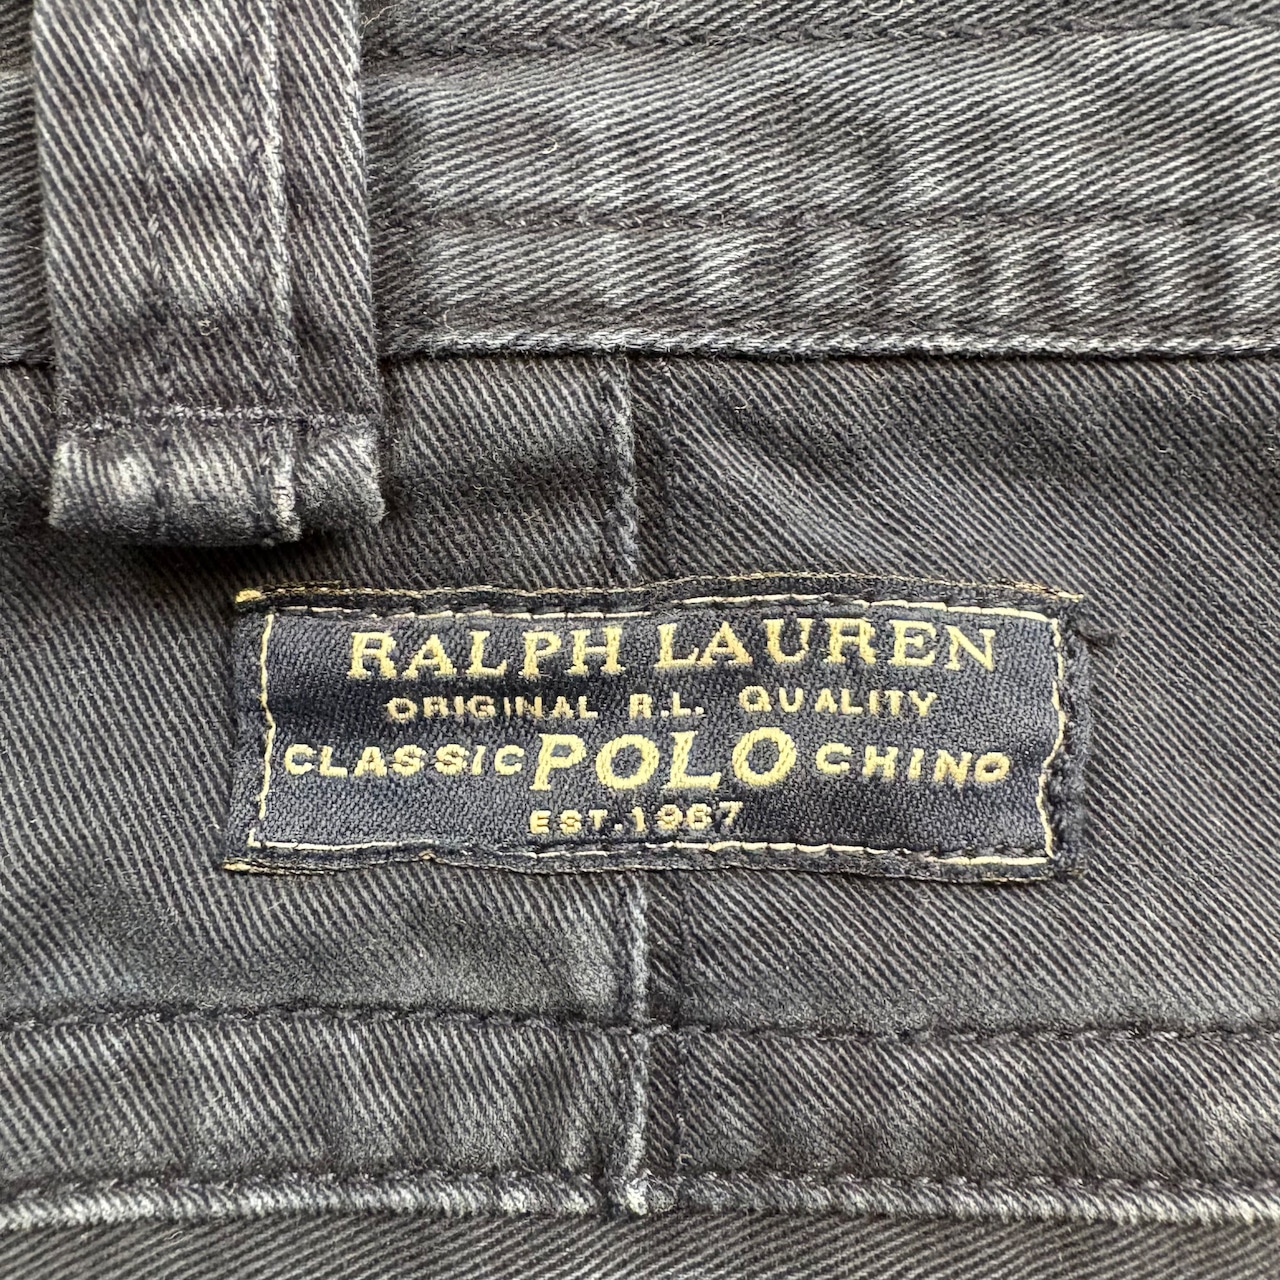 RALPH LAUREN
ORIGINAL R.L. QUALITY
CLASSIC POLO CHINO
EST. 1967